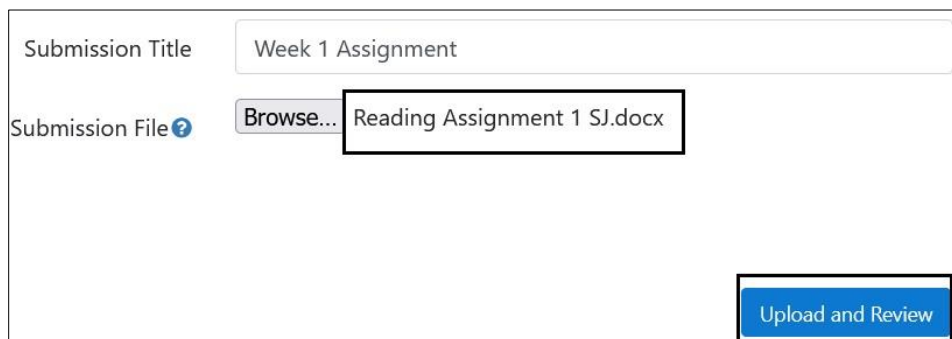 Submission Title Week 1 Assignment
Submission File Browse... Reading Assignment 1 SJ.docx
Upload and Review